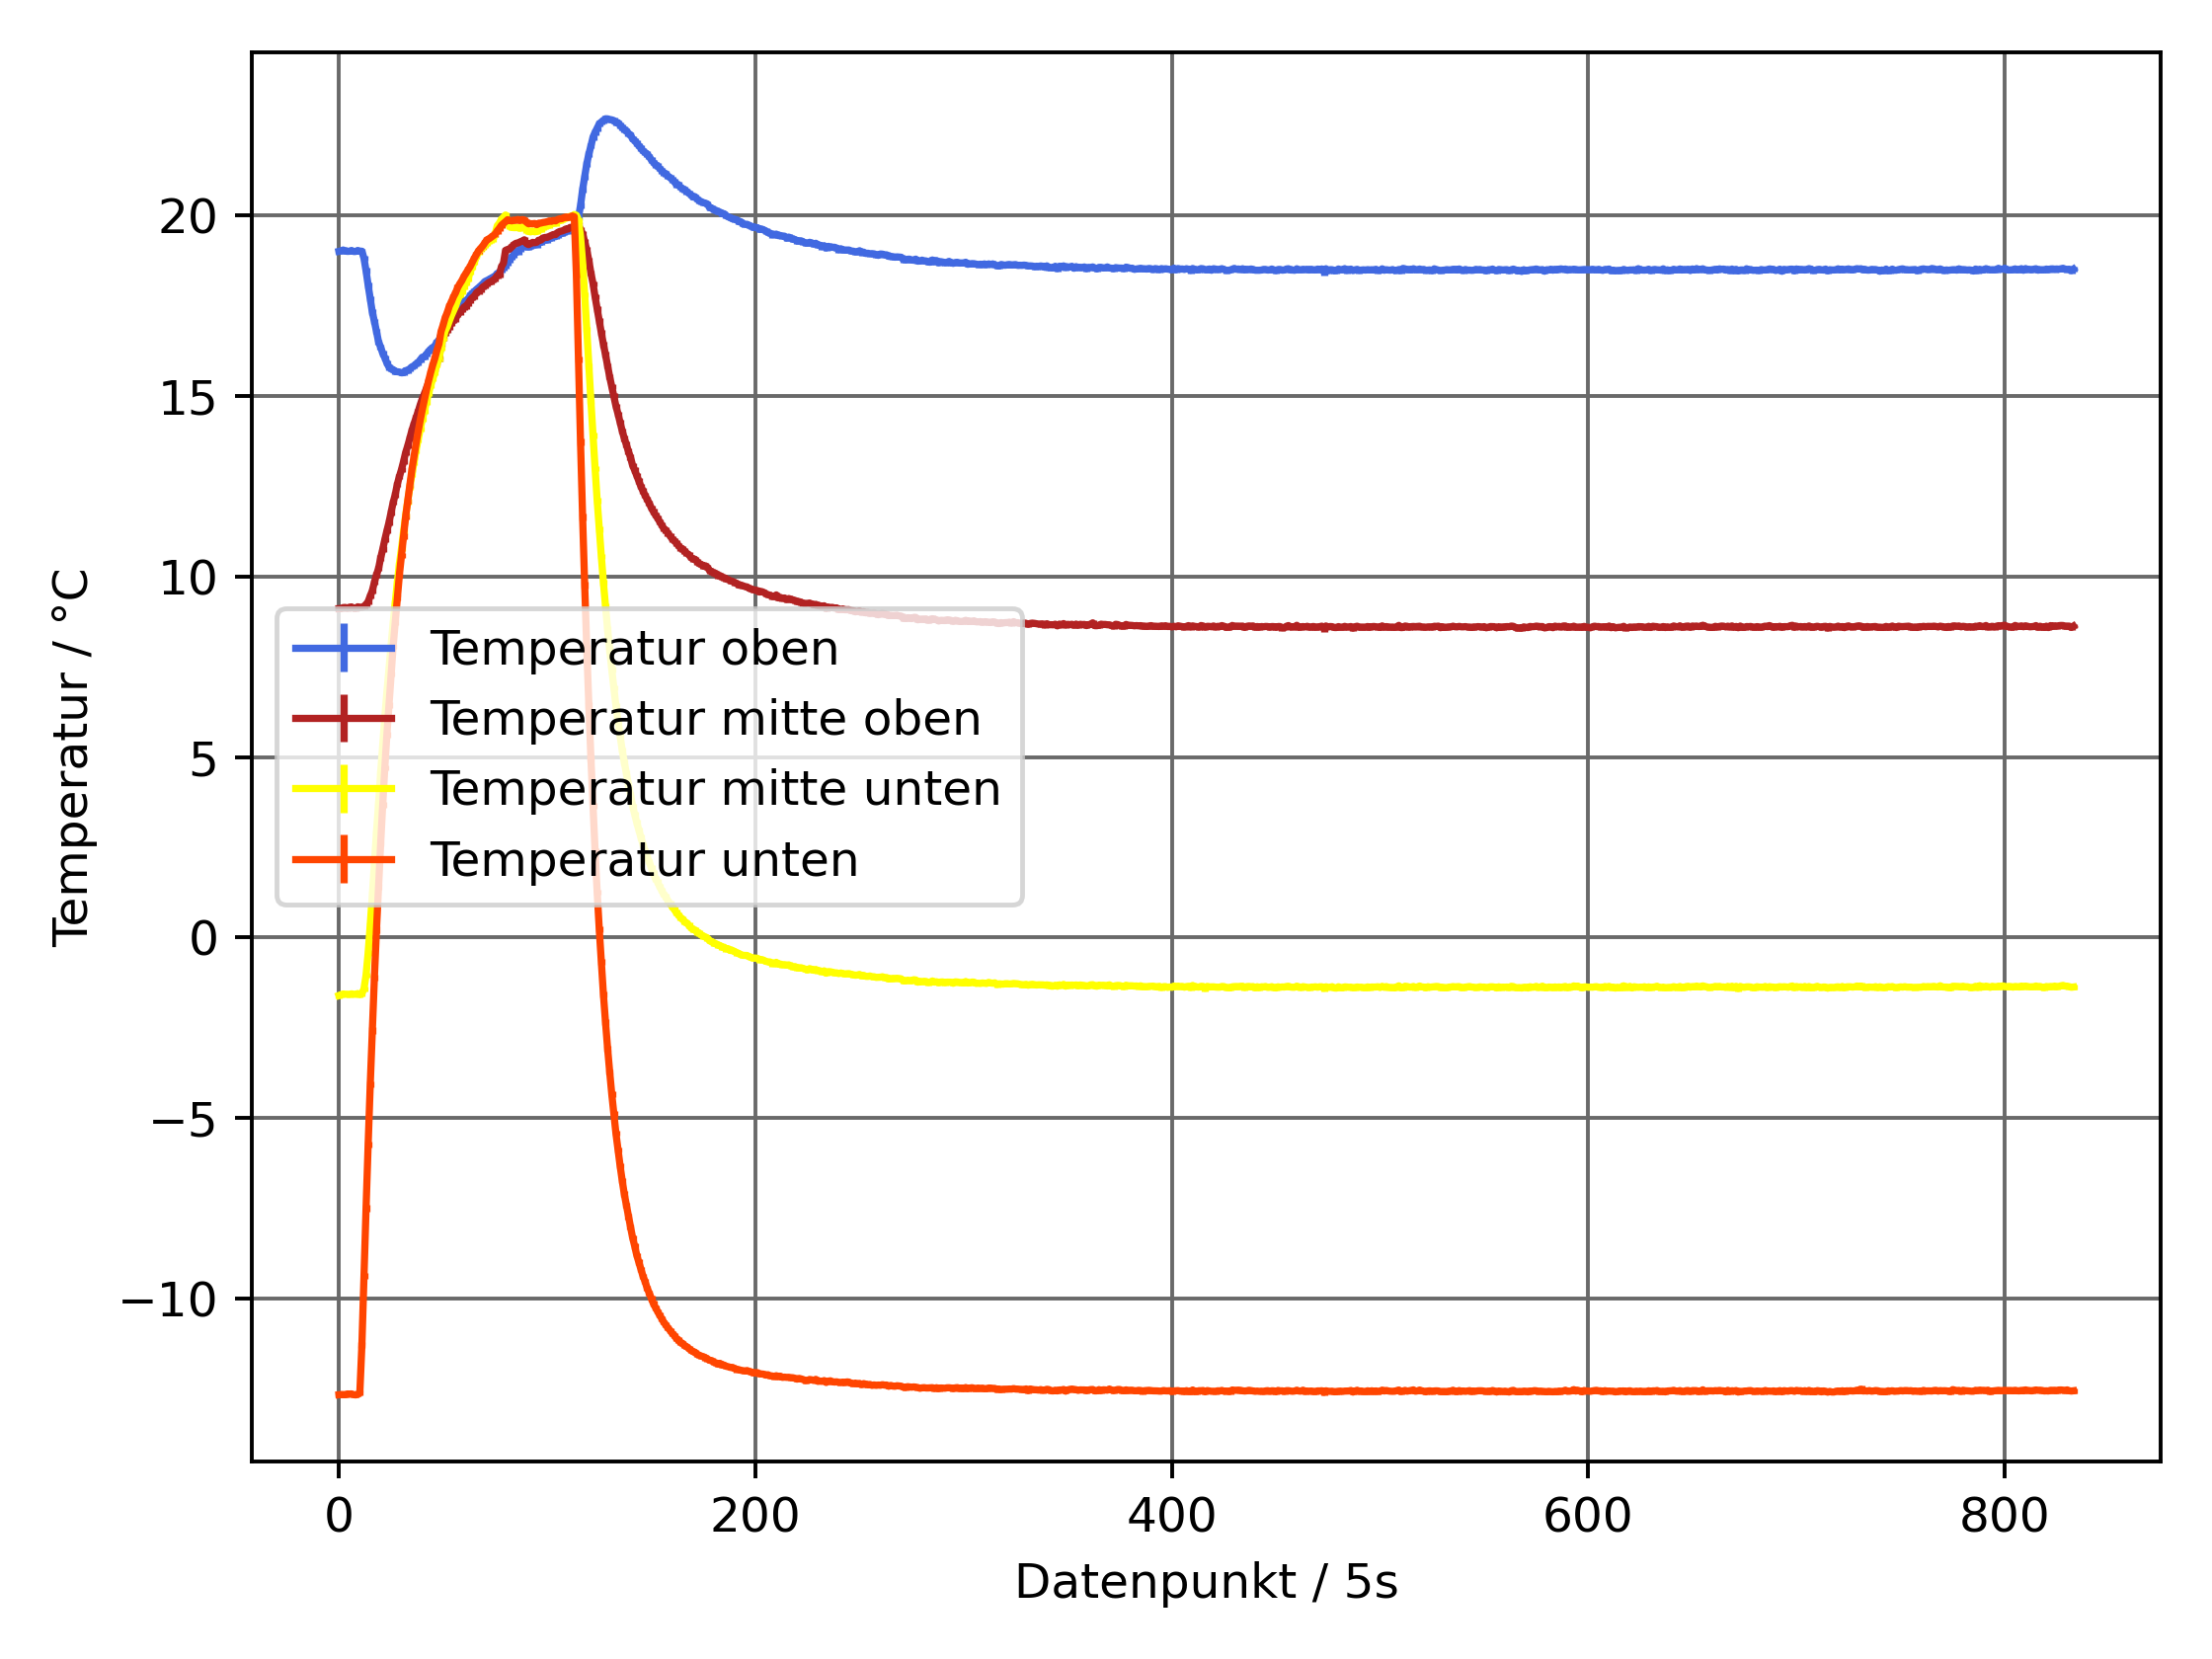 20
15
10
5
0
−5
−10
Temperatur / °C
Temperatur oben
Temperatur mitte oben
Temperatur mitte unten
Temperatur unten
0 200 400 600 800
Datenpunkt / 5s